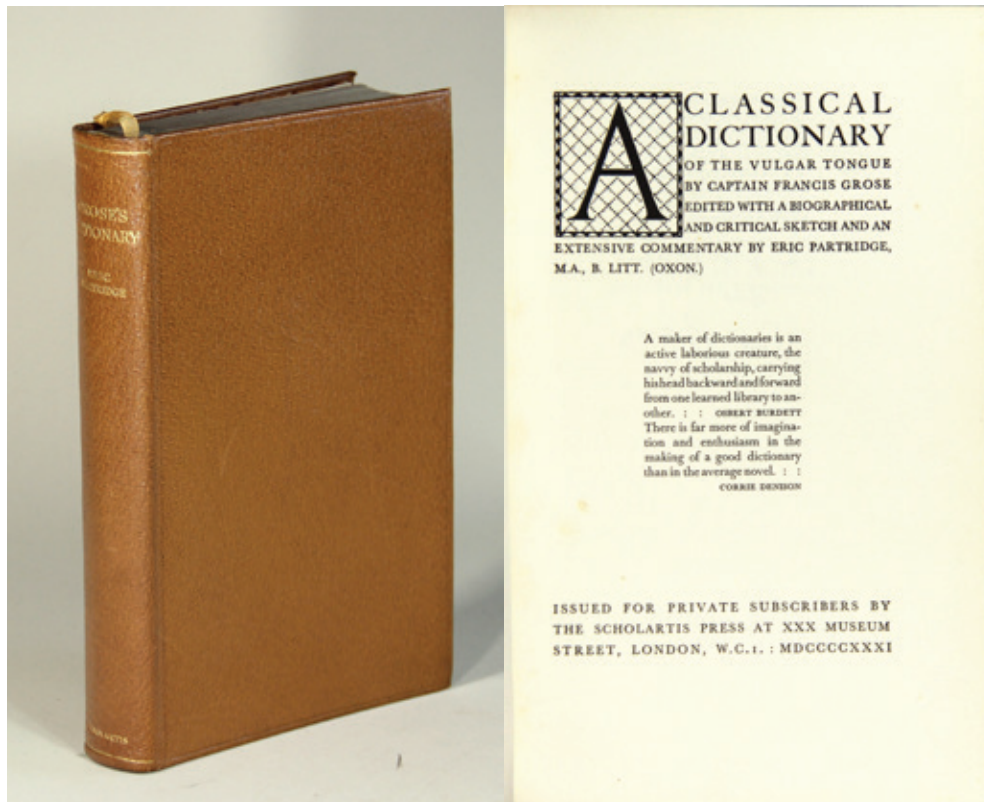 GROSE'S
DICTIONARY
ERIC
PARTRIDGE
A CLASSICAL
DICTIONARY
OF THE VULGAR TONGUE
BY CAPTAIN FRANCIS GROSE
EDITED WITH A BIOGRAPHICAL
AND CRITICAL SKETCH AND AN
EXTENSIVE COMMENTARY BY ERIC PARTRIDGE,
M.A., B. LITT. (OXON.)
A maker of dictionaries is an
active laborious creature, the
navvy of scholarship, carrying
his head backward and forward
from one learned library to an-
other. : : OSBERT BURDETT
There is far more of imagina-
tion and enthusiasm in the
making of a good dictionary
than in the average novel. : :
CORRIE DENISON
ISSUED FOR PRIVATE SUBSCRIBERS BY
THE SCHOLARTIS PRESS AT XXX MUSEUM
STREET, LONDON, W.C.1. : MDCCCCXXXI